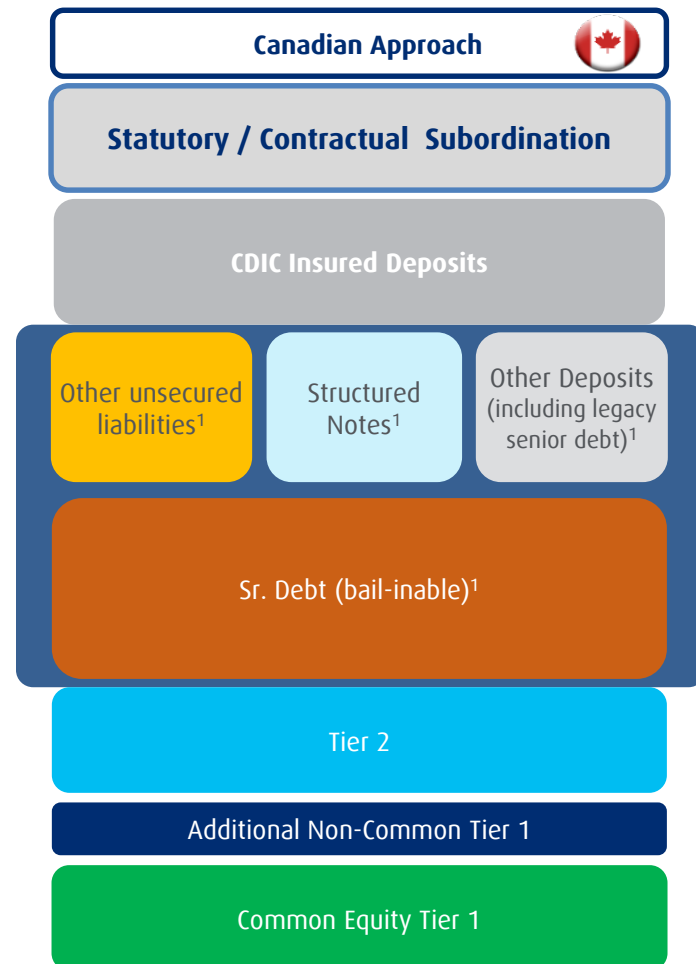 Canadian Approach
Statutory / Contractual Subordination
CDIC Insured Deposits
Other unsecured
liabilities¹
Structured
Notes¹
Other Deposits
(including legacy
senior debt)¹
Sr. Debt (bail-inable)¹
Tier 2
Additional Non-Common Tier 1
Common Equity Tier 1